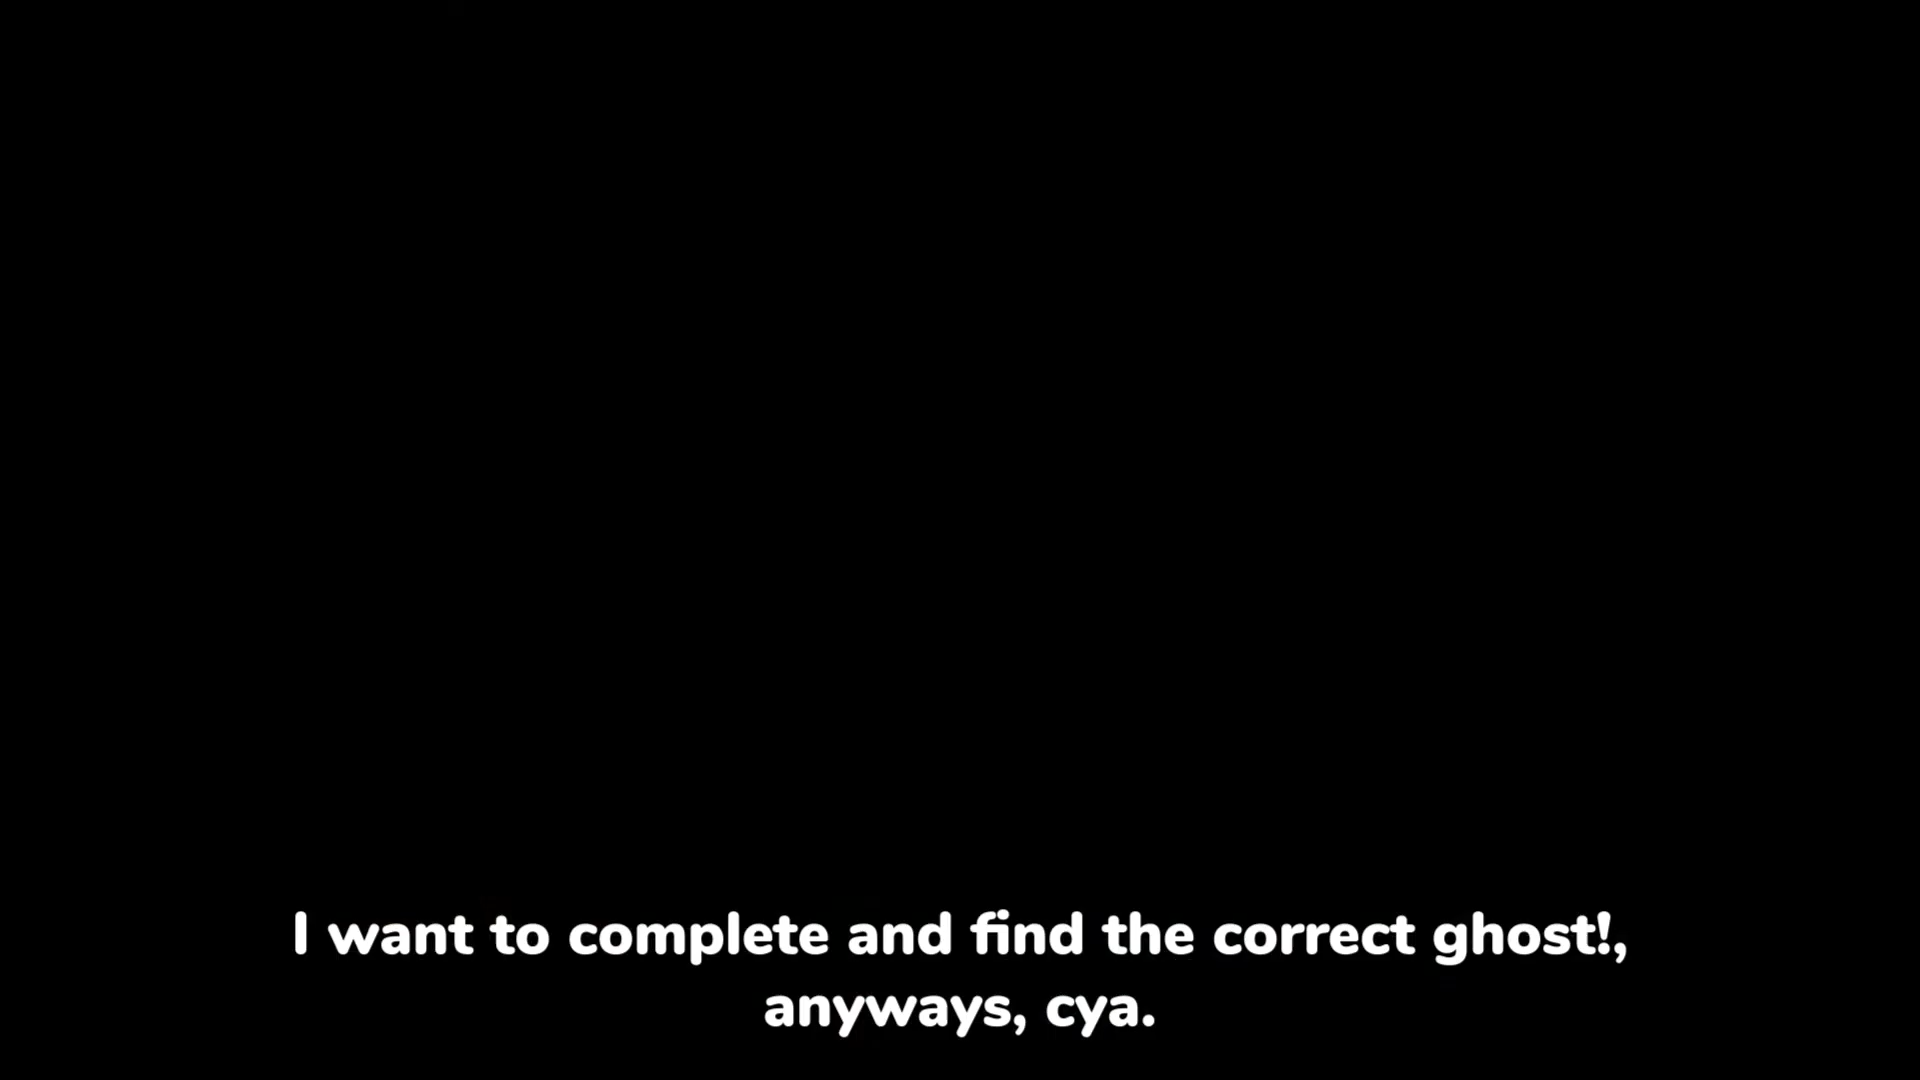 I want to complete and find the correct ghost!,
anyways, cya.